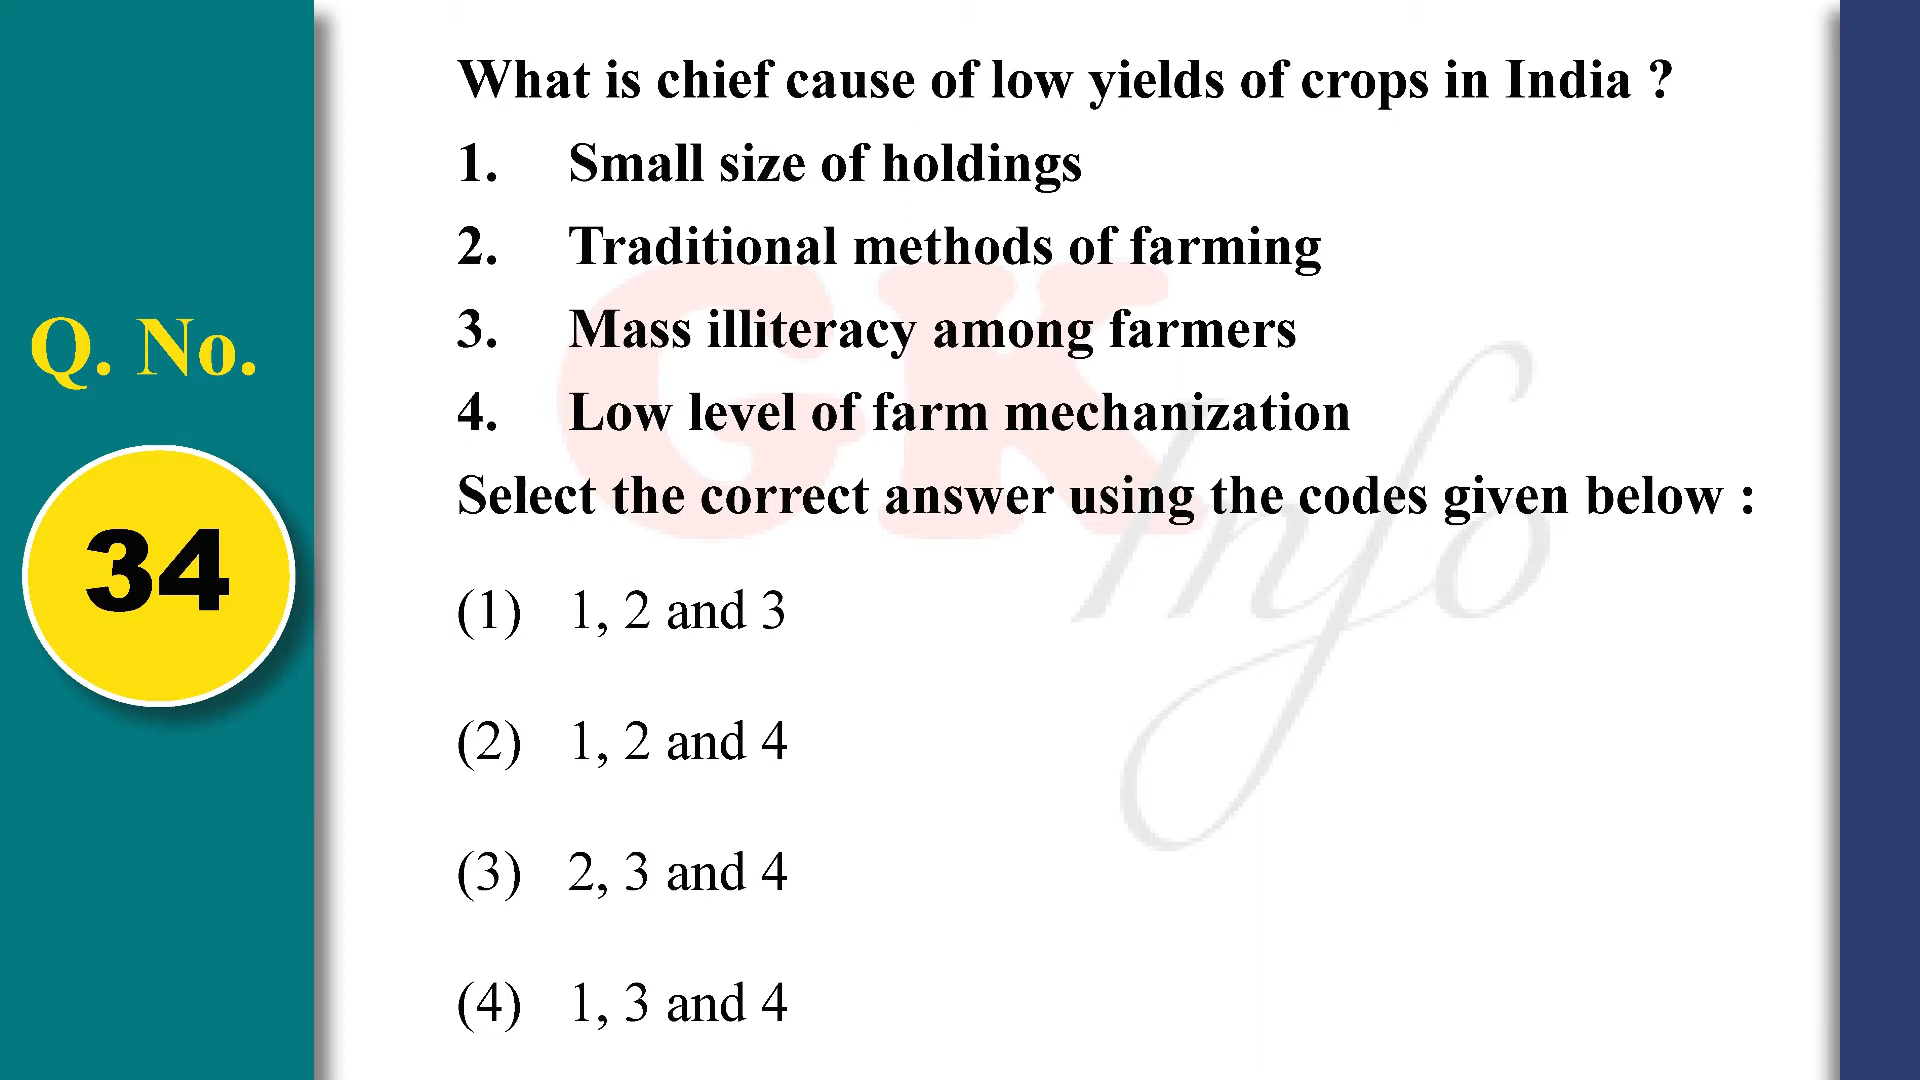 Q. No.
34
What is chief cause of low yields of crops in India ?
1. Small size of holdings
2. Traditional methods of farming
3. Mass illiteracy among farmers
4. Low level of farm mechanization
Select the correct answer using the codes given below :
(1) 1, 2 and 3
(2) 1, 2 and 4
(3) 2, 3 and 4
(4) 1, 3 and 4
GK
Info